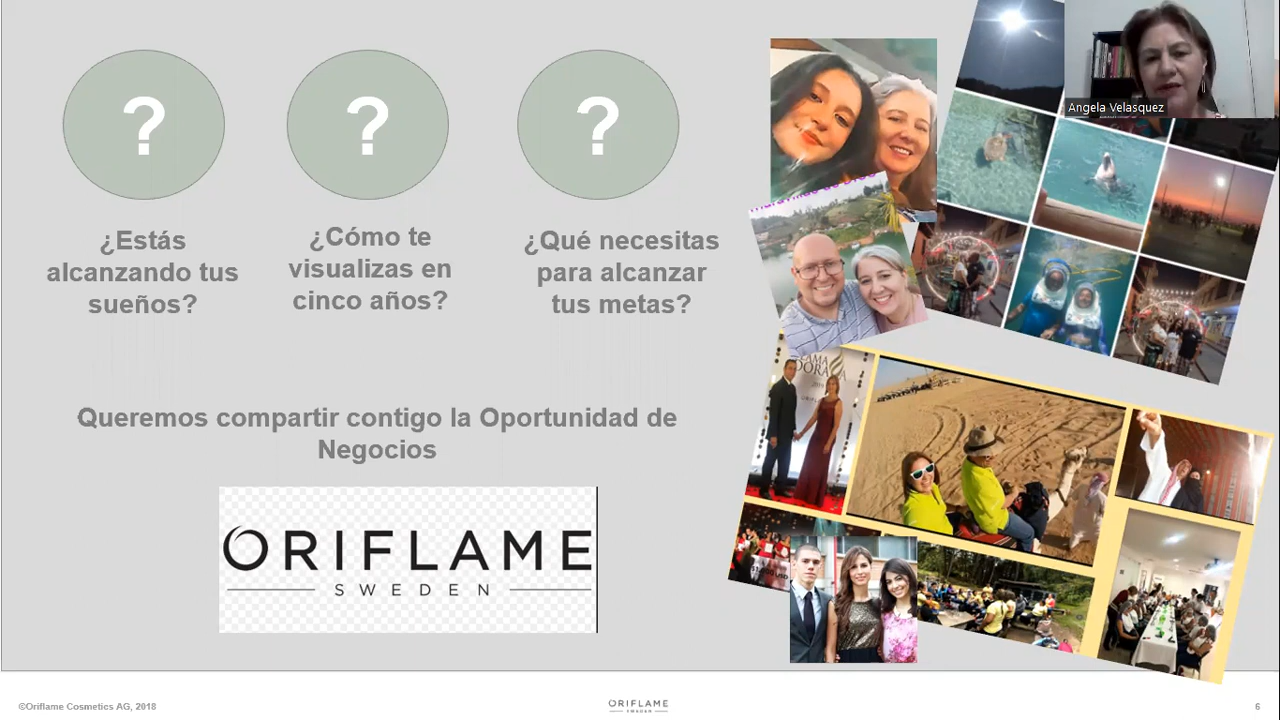 ?
?
?
¿Estás
alcanzando tus
sueños?
¿Cómo te
visualizas en
cinco años?
¿Qué necesitas
para alcanzar
tus metas?
Queremos compartir contigo la Oportunidad de
Negocios
ORIFLAME
SWEDEN
Angela Velasquez
©Oriflame Cosmetics AG, 2018
ORIFLAME
SWEDEN
6